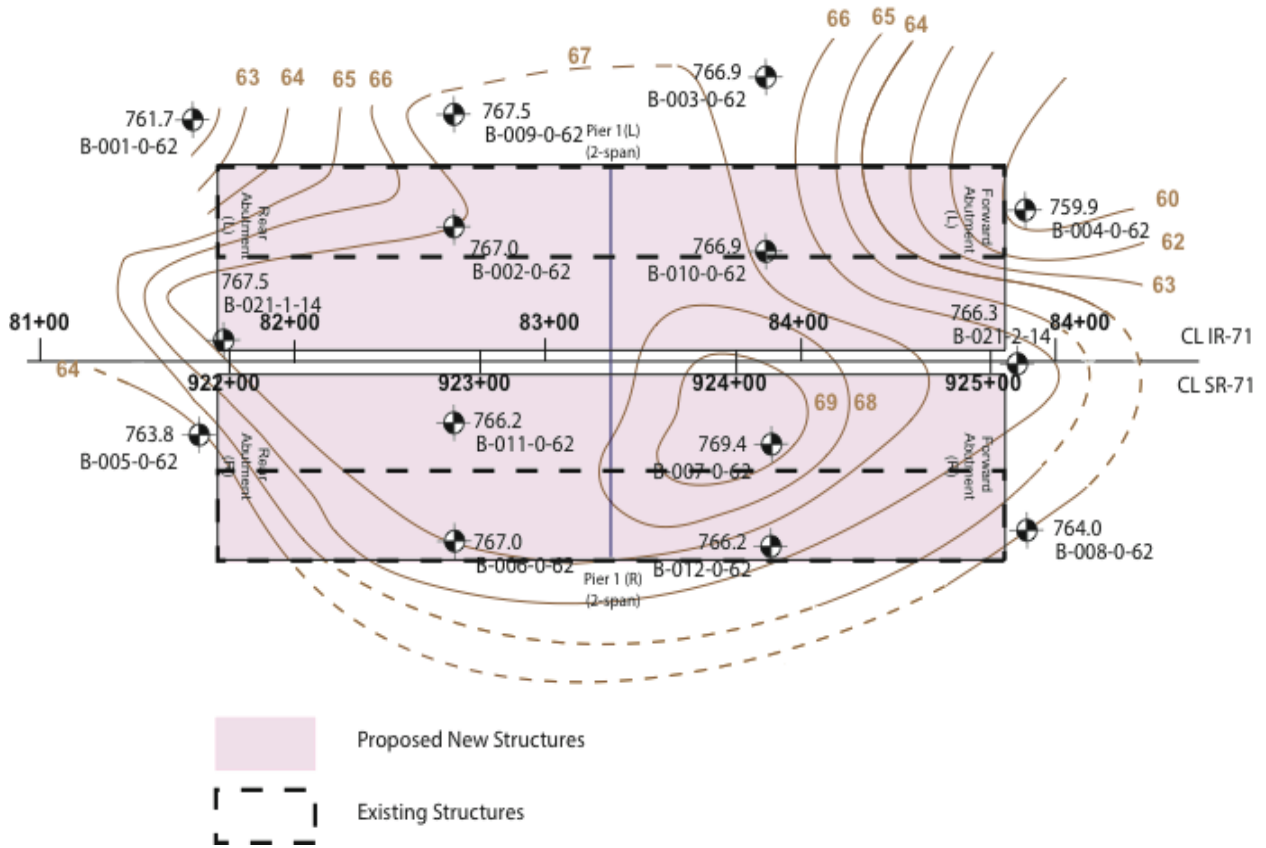 66
65
64
67
63
64
65
66
766.9
B-003-0-62
761.7
B-001-0-62
767.5
B-009-0-62
Pier 1(L)
(2-span)
Rear
Abutment
(L)
Forward
Abutment
(L)
759.9
B-004-0-62
60
62
63
767.0
B-002-0-62
766.9
B-010-0-62
767.5
B-021-1-14
766.3
B-021-2-14
81+00
82+00
83+00
84+00
84+00
CL IR-71
64
922+00
923+00
924+00
925+00
CL SR-71
763.8
B-005-0-62
766.2
B-011-0-62
69
68
769.4
B-007-0-62
Rear
Abutment
(R)
Forward
Abutment
(R)
767.0
B-006-0-62
766.2
B-012-0-62
764.0
B-008-0-62
Pier 1 (R)
(2-span)
Proposed New Structures
Existing Structures